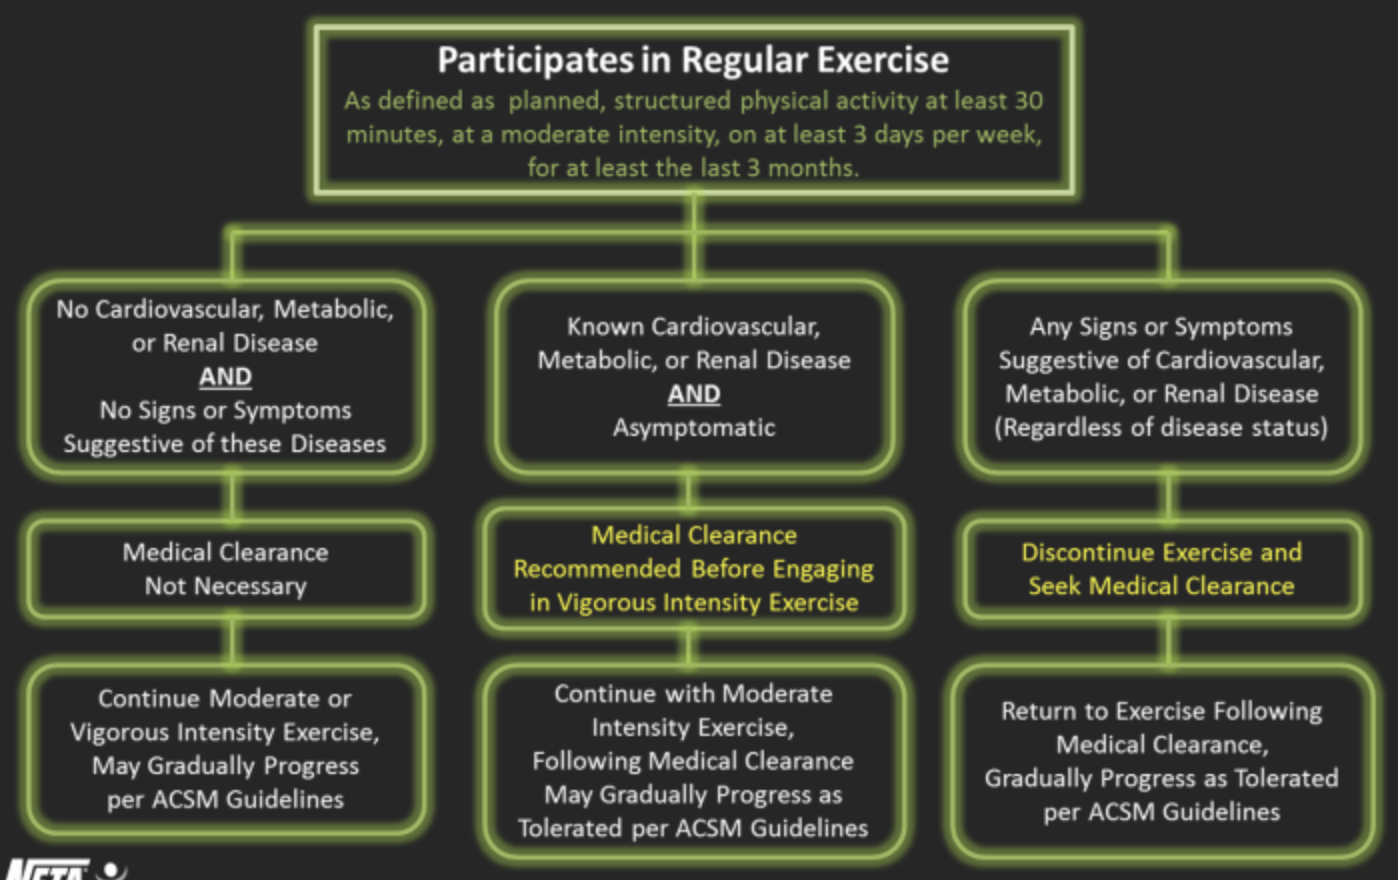 Participates in Regular Exercise
As defined as planned, structured physical activity at least 30
minutes, at a moderate intensity, on at least 3 days per week,
for at least the last 3 months.
No Cardiovascular, Metabolic,
or Renal Disease
AND
No Signs or Symptoms
Suggestive of these Diseases
Medical Clearance
Not Necessary
Continue Moderate or
Vigorous Intensity Exercise,
May Gradually Progress
per ACSM Guidelines
Known Cardiovascular,
Metabolic, or Renal Disease
AND
Asymptomatic
Medical Clearance
Recommended Before Engaging
in Vigorous Intensity Exercise
Continue with Moderate
Intensity Exercise,
Following Medical Clearance
May Gradually Progress as
Tolerated per ACSM Guidelines
Any Signs or Symptoms
Suggestive of Cardiovascular,
Metabolic, or Renal Disease
(Regardless of disease status)
Discontinue Exercise and
Seek Medical Clearance
Return to Exercise Following
Medical Clearance,
Gradually Progress as Tolerated
per ACSM Guidelines
NETA